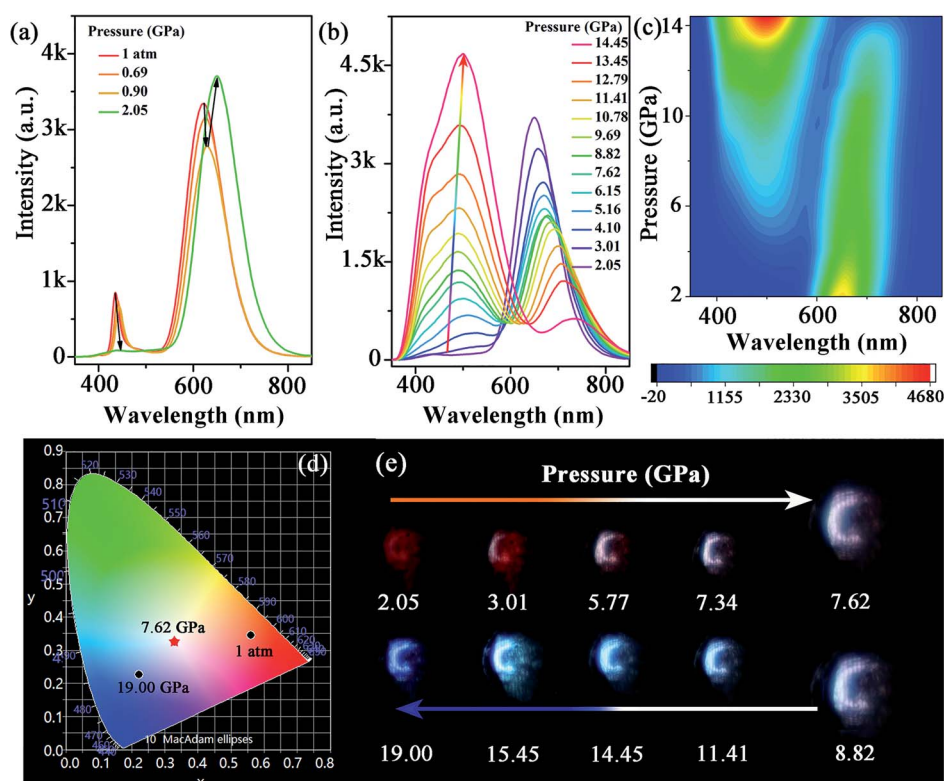 (a)
Pressure (GPa)
1 atm
0.69
0.90
2.05
4k
3k
2k
1k
0
Intensity (a.u.)
400 600 800
Wavelength (nm)
(b)
Pressure (GPa)
14.45
13.45
12.79
11.41
10.78
9.69
8.82
7.62
6.15
5.16
4.10
3.01
2.05
4.5k
3k
1.5k
0
Intensity (a.u.)
400 600 800
Wavelength (nm)
(c)
14
10
6
2
Pressure (GPa)
400 600 800
Wavelength (nm)
-20 1155 2330 3505 4680
(d)
0.9
0.8
0.7
0.6
0.5
0.4
0.3
0.2
0.1
0.0
y
520
530
540
550
560
570
580
590
600
610
620
510
500
480
470
7.62 GPa
1 atm
19.00 GPa
10 MacAdam ellipses
0.0 0.1 0.2 0.3 0.4 0.5 0.6 0.7 0.8
(e)
Pressure (GPa)
2.05 3.01 5.77 7.34 7.62
19.00 15.45 14.45 11.41 8.82